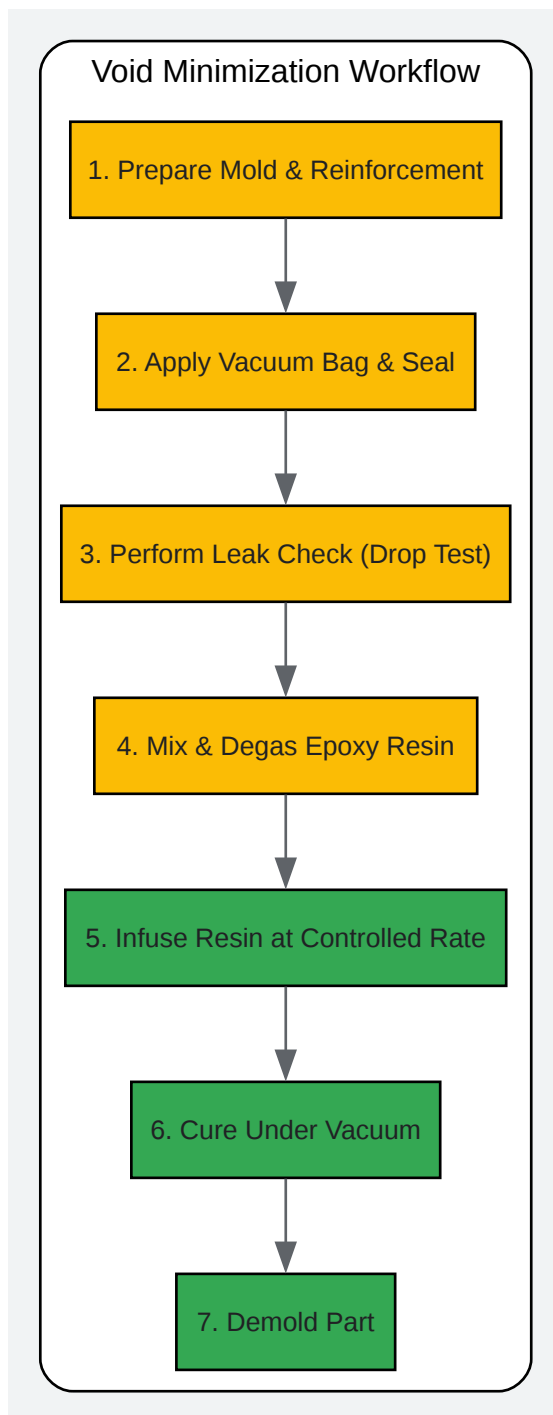 Void Minimization Workflow
1. Prepare Mold & Reinforcement
2. Apply Vacuum Bag & Seal
3. Perform Leak Check (Drop Test)
4. Mix & Degas Epoxy Resin
5. Infuse Resin at Controlled Rate
6. Cure Under Vacuum
7. Demold Part